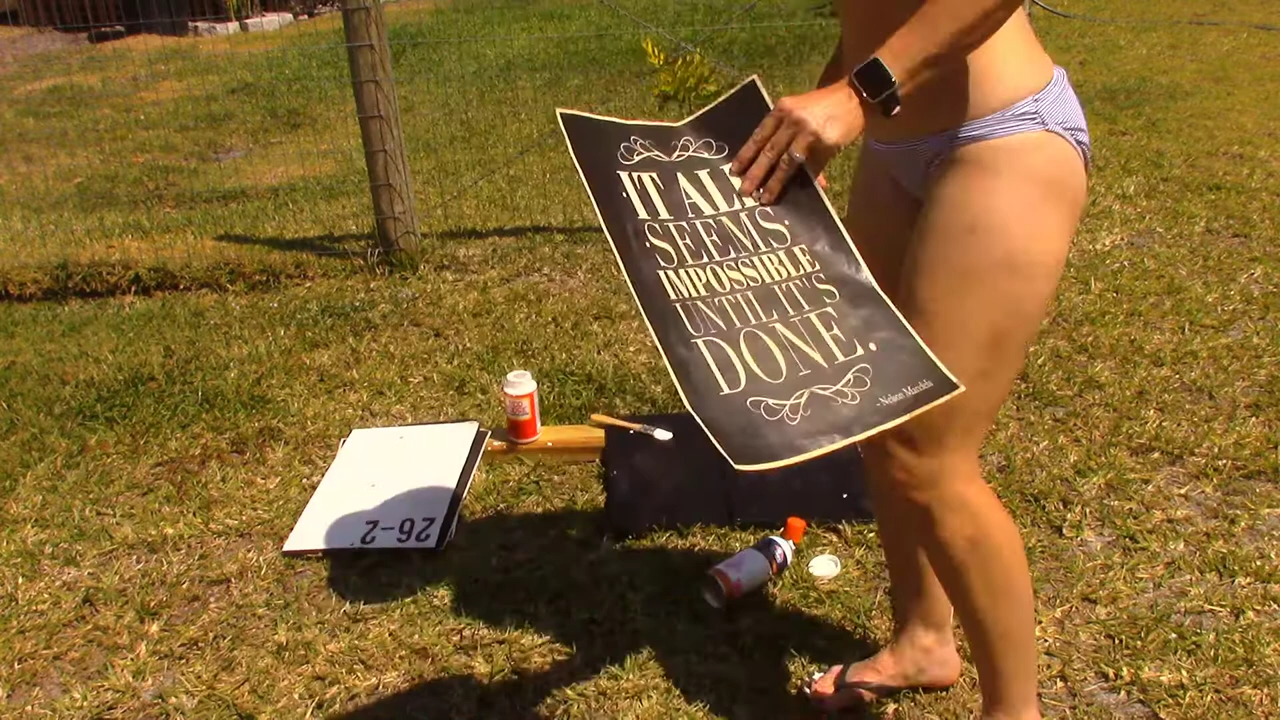 IT ALL
SEEMS
IMPOSSIBLE
UNTIL IT'S
DONE.
- Nelson Mandela
26-2